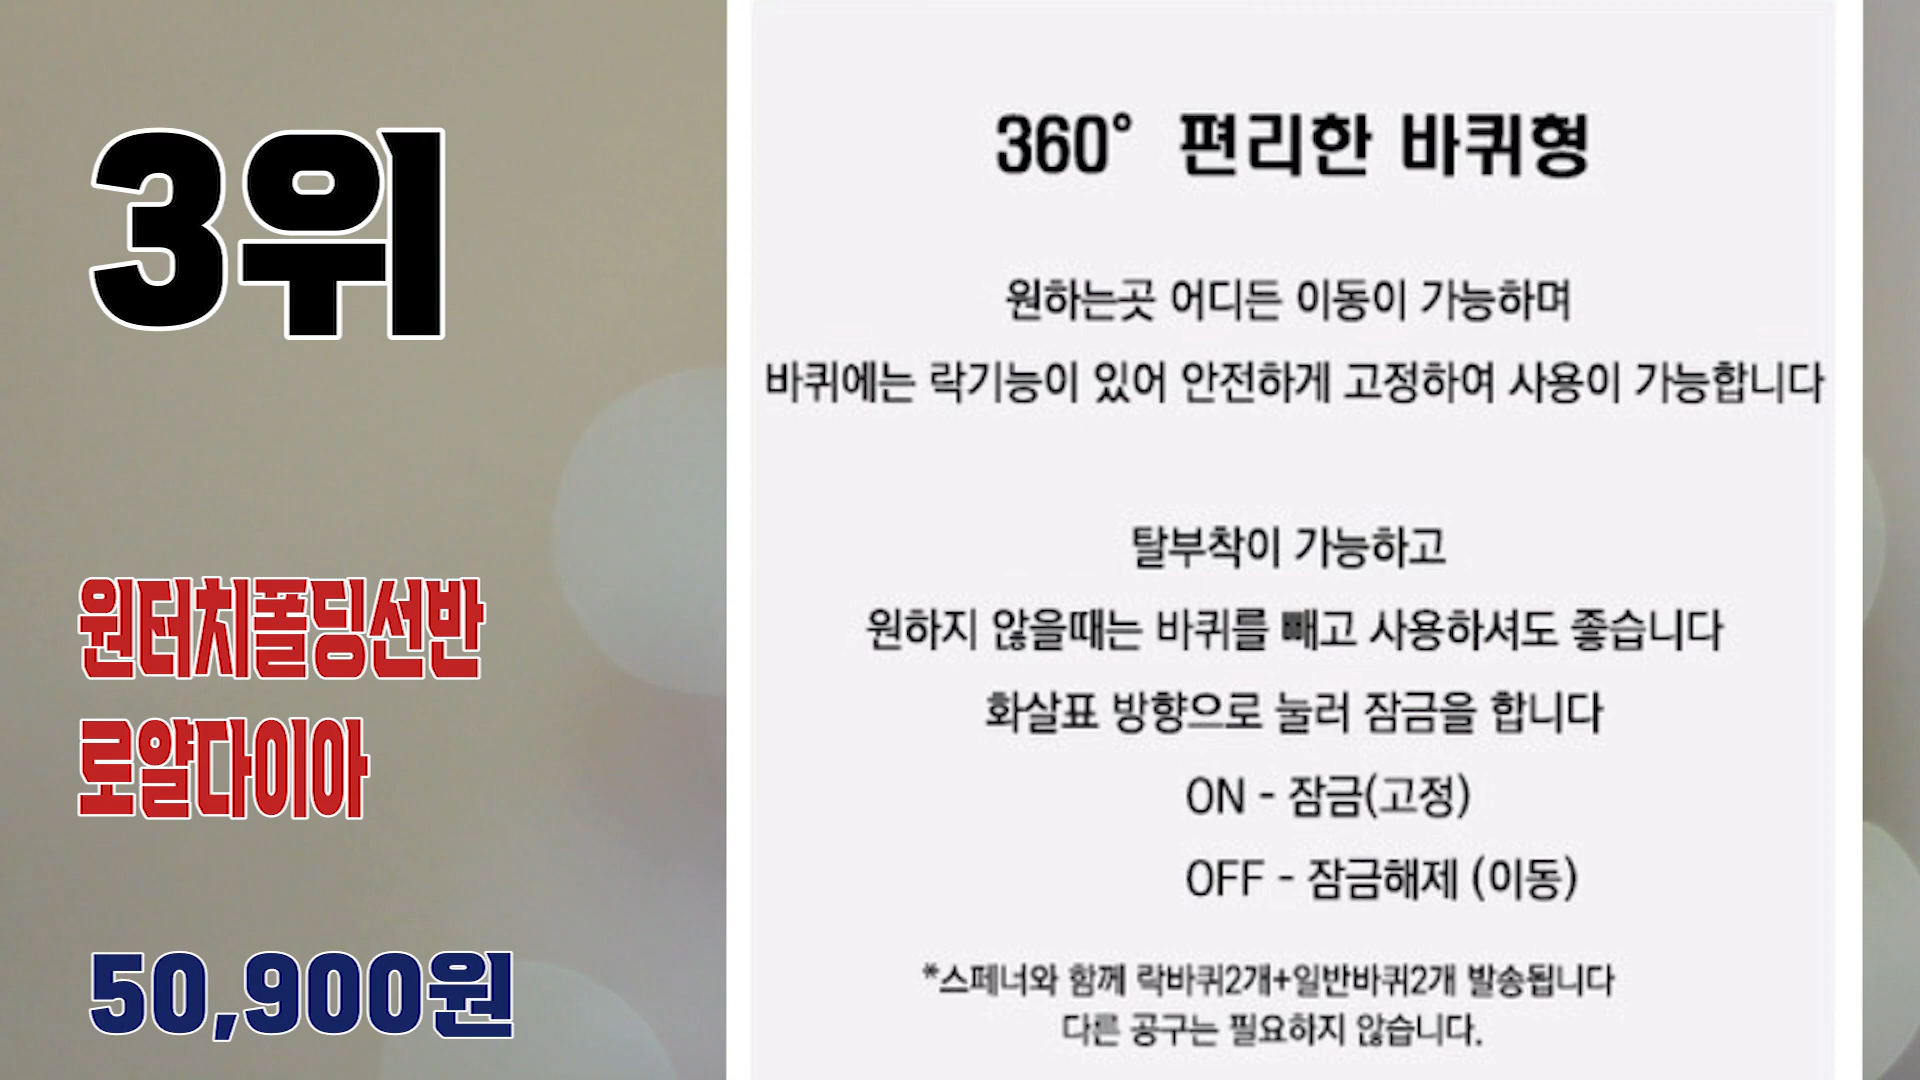 3위
원터치폴딩선반
로얄다이아
50,900원
360° 편리한 바퀴형
원하는곳 어디든 이동이 가능하며
바퀴에는 락기능이 있어 안전하게 고정하여 사용이 가능합니다
탈부착이 가능하고
원하지 않을때는 바퀴를 빼고 사용하셔도 좋습니다
화살표 방향으로 눌러 잠금을 합니다
ON - 잠금(고정)
OFF - 잠금해제 (이동)
*스페너와 함께 락바퀴2개+일반바퀴2개 발송됩니다
다른 공구는 필요하지 않습니다.